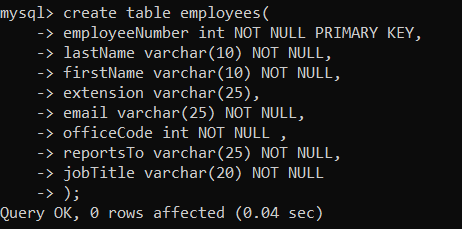 mysql> create table employees(
    -> employeeNumber int NOT NULL PRIMARY KEY,
    -> lastName varchar(10) NOT NULL,
    -> firstName varchar(10) NOT NULL,
    -> extension varchar(25),
    -> email varchar(25) NOT NULL,
    -> officeCode int NOT NULL ,
    -> reportsTo varchar(25) NOT NULL,
    -> jobTitle varchar(20) NOT NULL
    -> );
Query OK, 0 rows affected (0.04 sec)